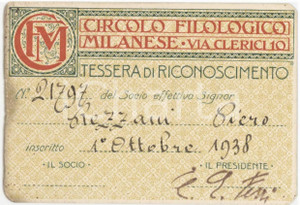 CFM
CIRCOLO FILOLOGICO
MILANESE · VIA CLERICI 10
TESSERA DI RICONOSCIMENTO
N. 21797 del Socio effettivo Signor
Piero
inscritto 1° Ottobre 1938
- IL SOCIO - - IL PRESIDENTE -